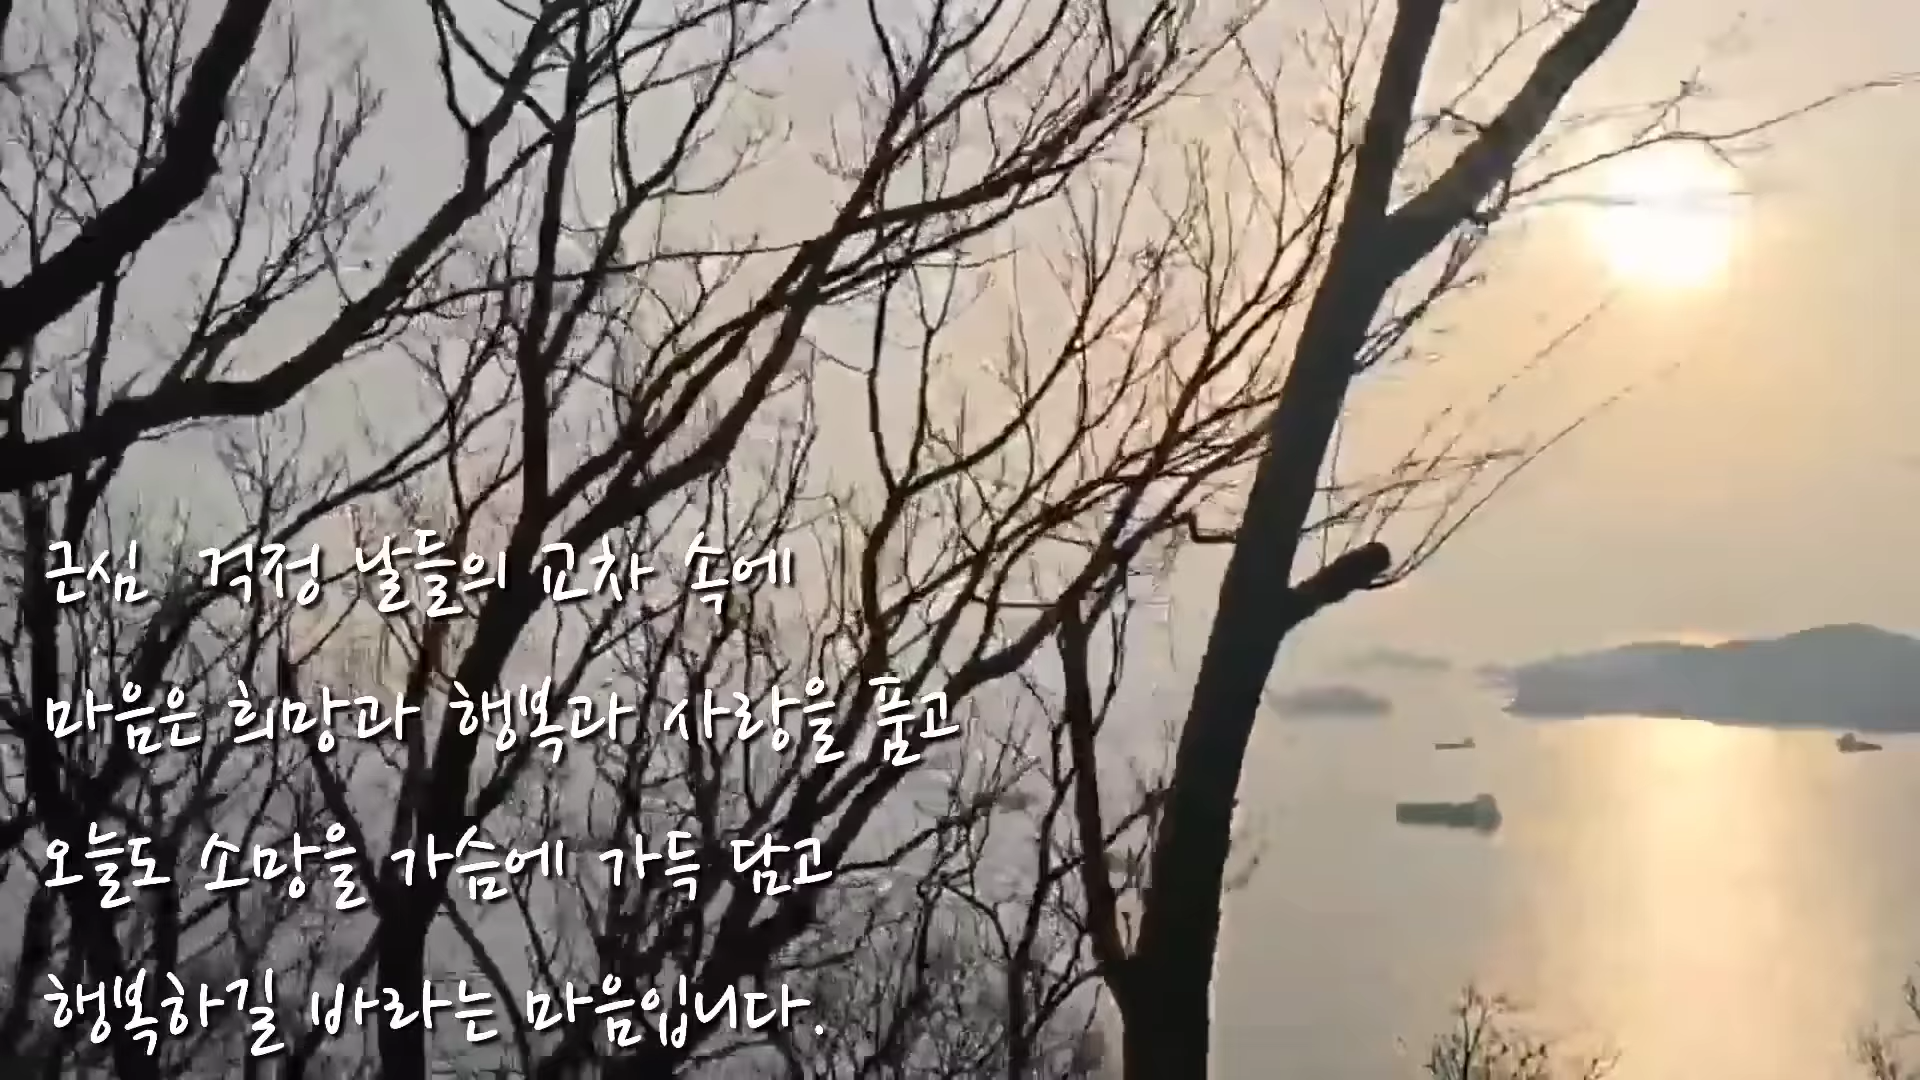 근심 걱정 날들의 교차 속에
마음은 희망과 행복과 사랑을 품고
오늘도 소망을 가슴에 가득 담고
행복하길 바라는 마음입니다.